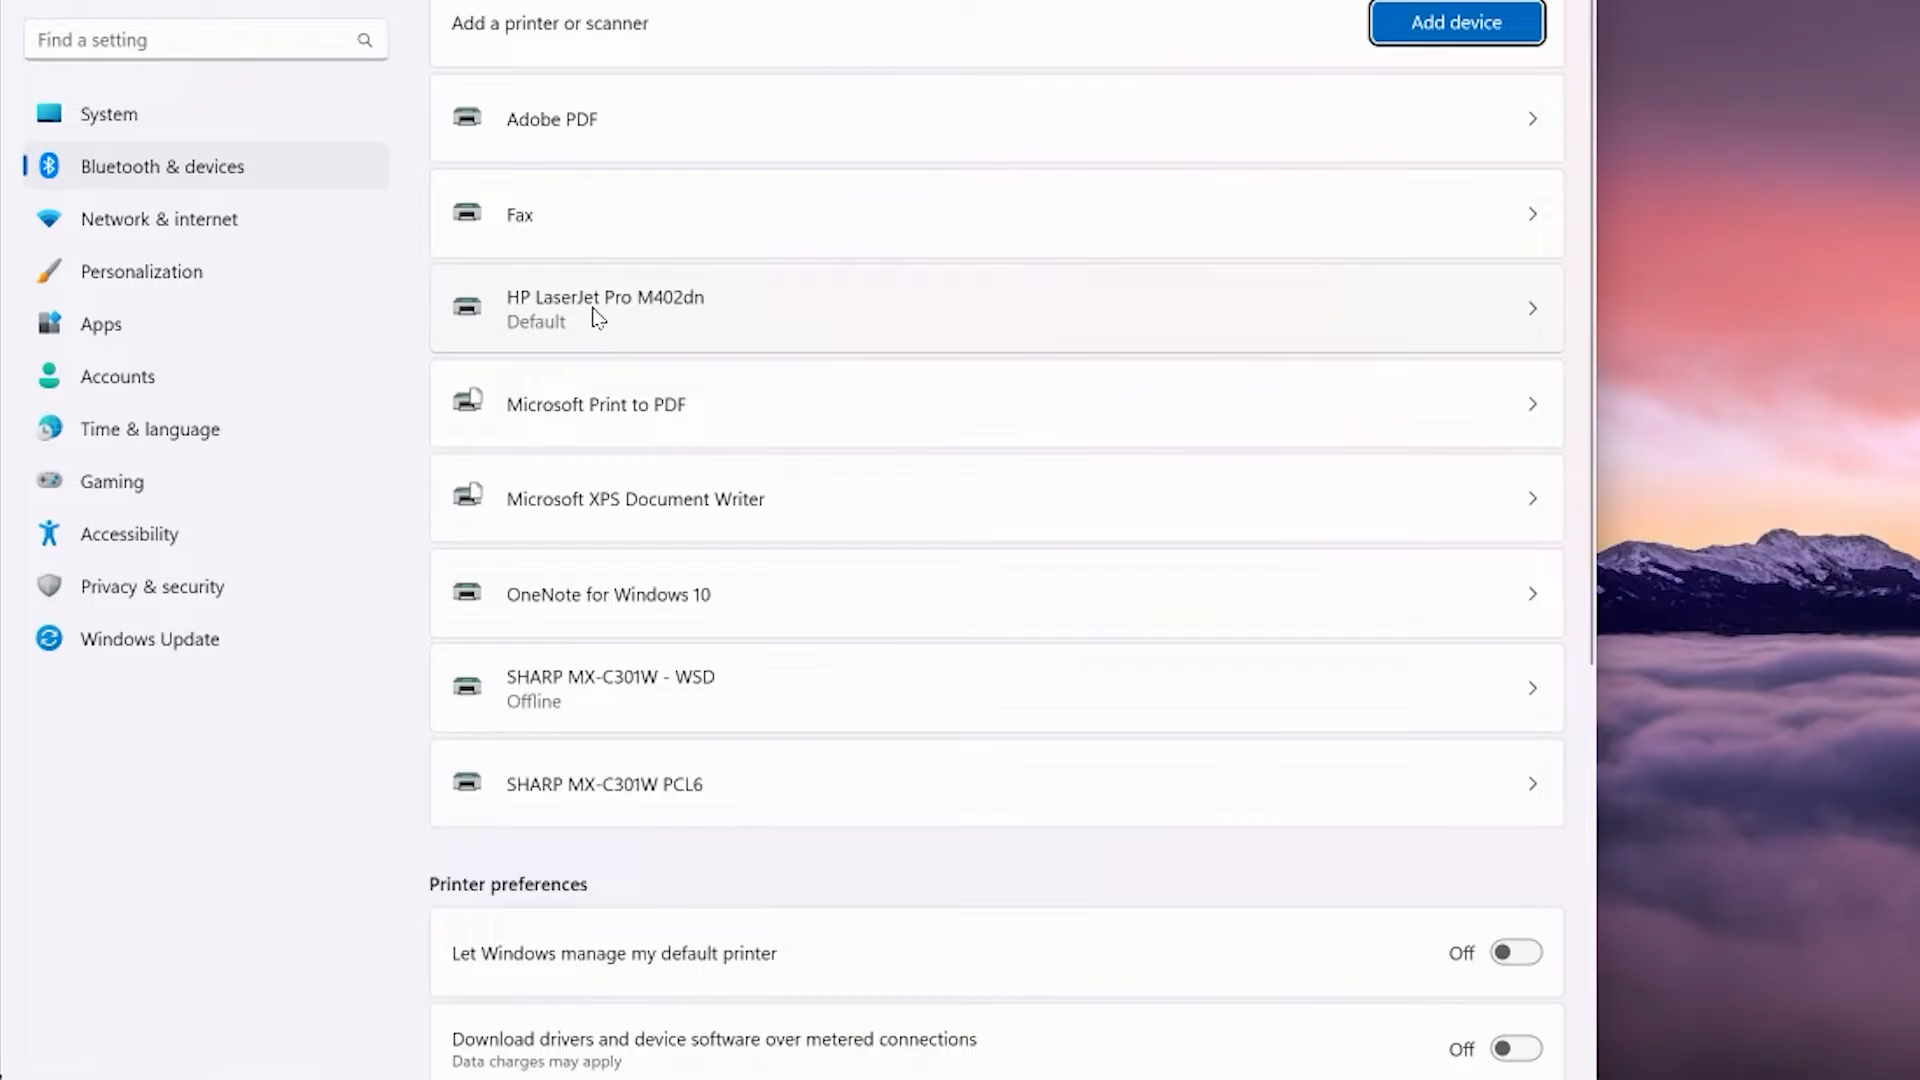 Find a setting
System
Bluetooth & devices
Network & internet
Personalization
Apps
Accounts
Time & language
Gaming
Accessibility
Privacy & security
Windows Update
Add a printer or scanner
Add device
Adobe PDF
Fax
HP LaserJet Pro M402dn
Default
Microsoft Print to PDF
Microsoft XPS Document Writer
OneNote for Windows 10
SHARP MX-C301W - WSD
Offline
SHARP MX-C301W PCL6
Printer preferences
Let Windows manage my default printer
Off
Download drivers and device software over metered connections
Data charges may apply
Off